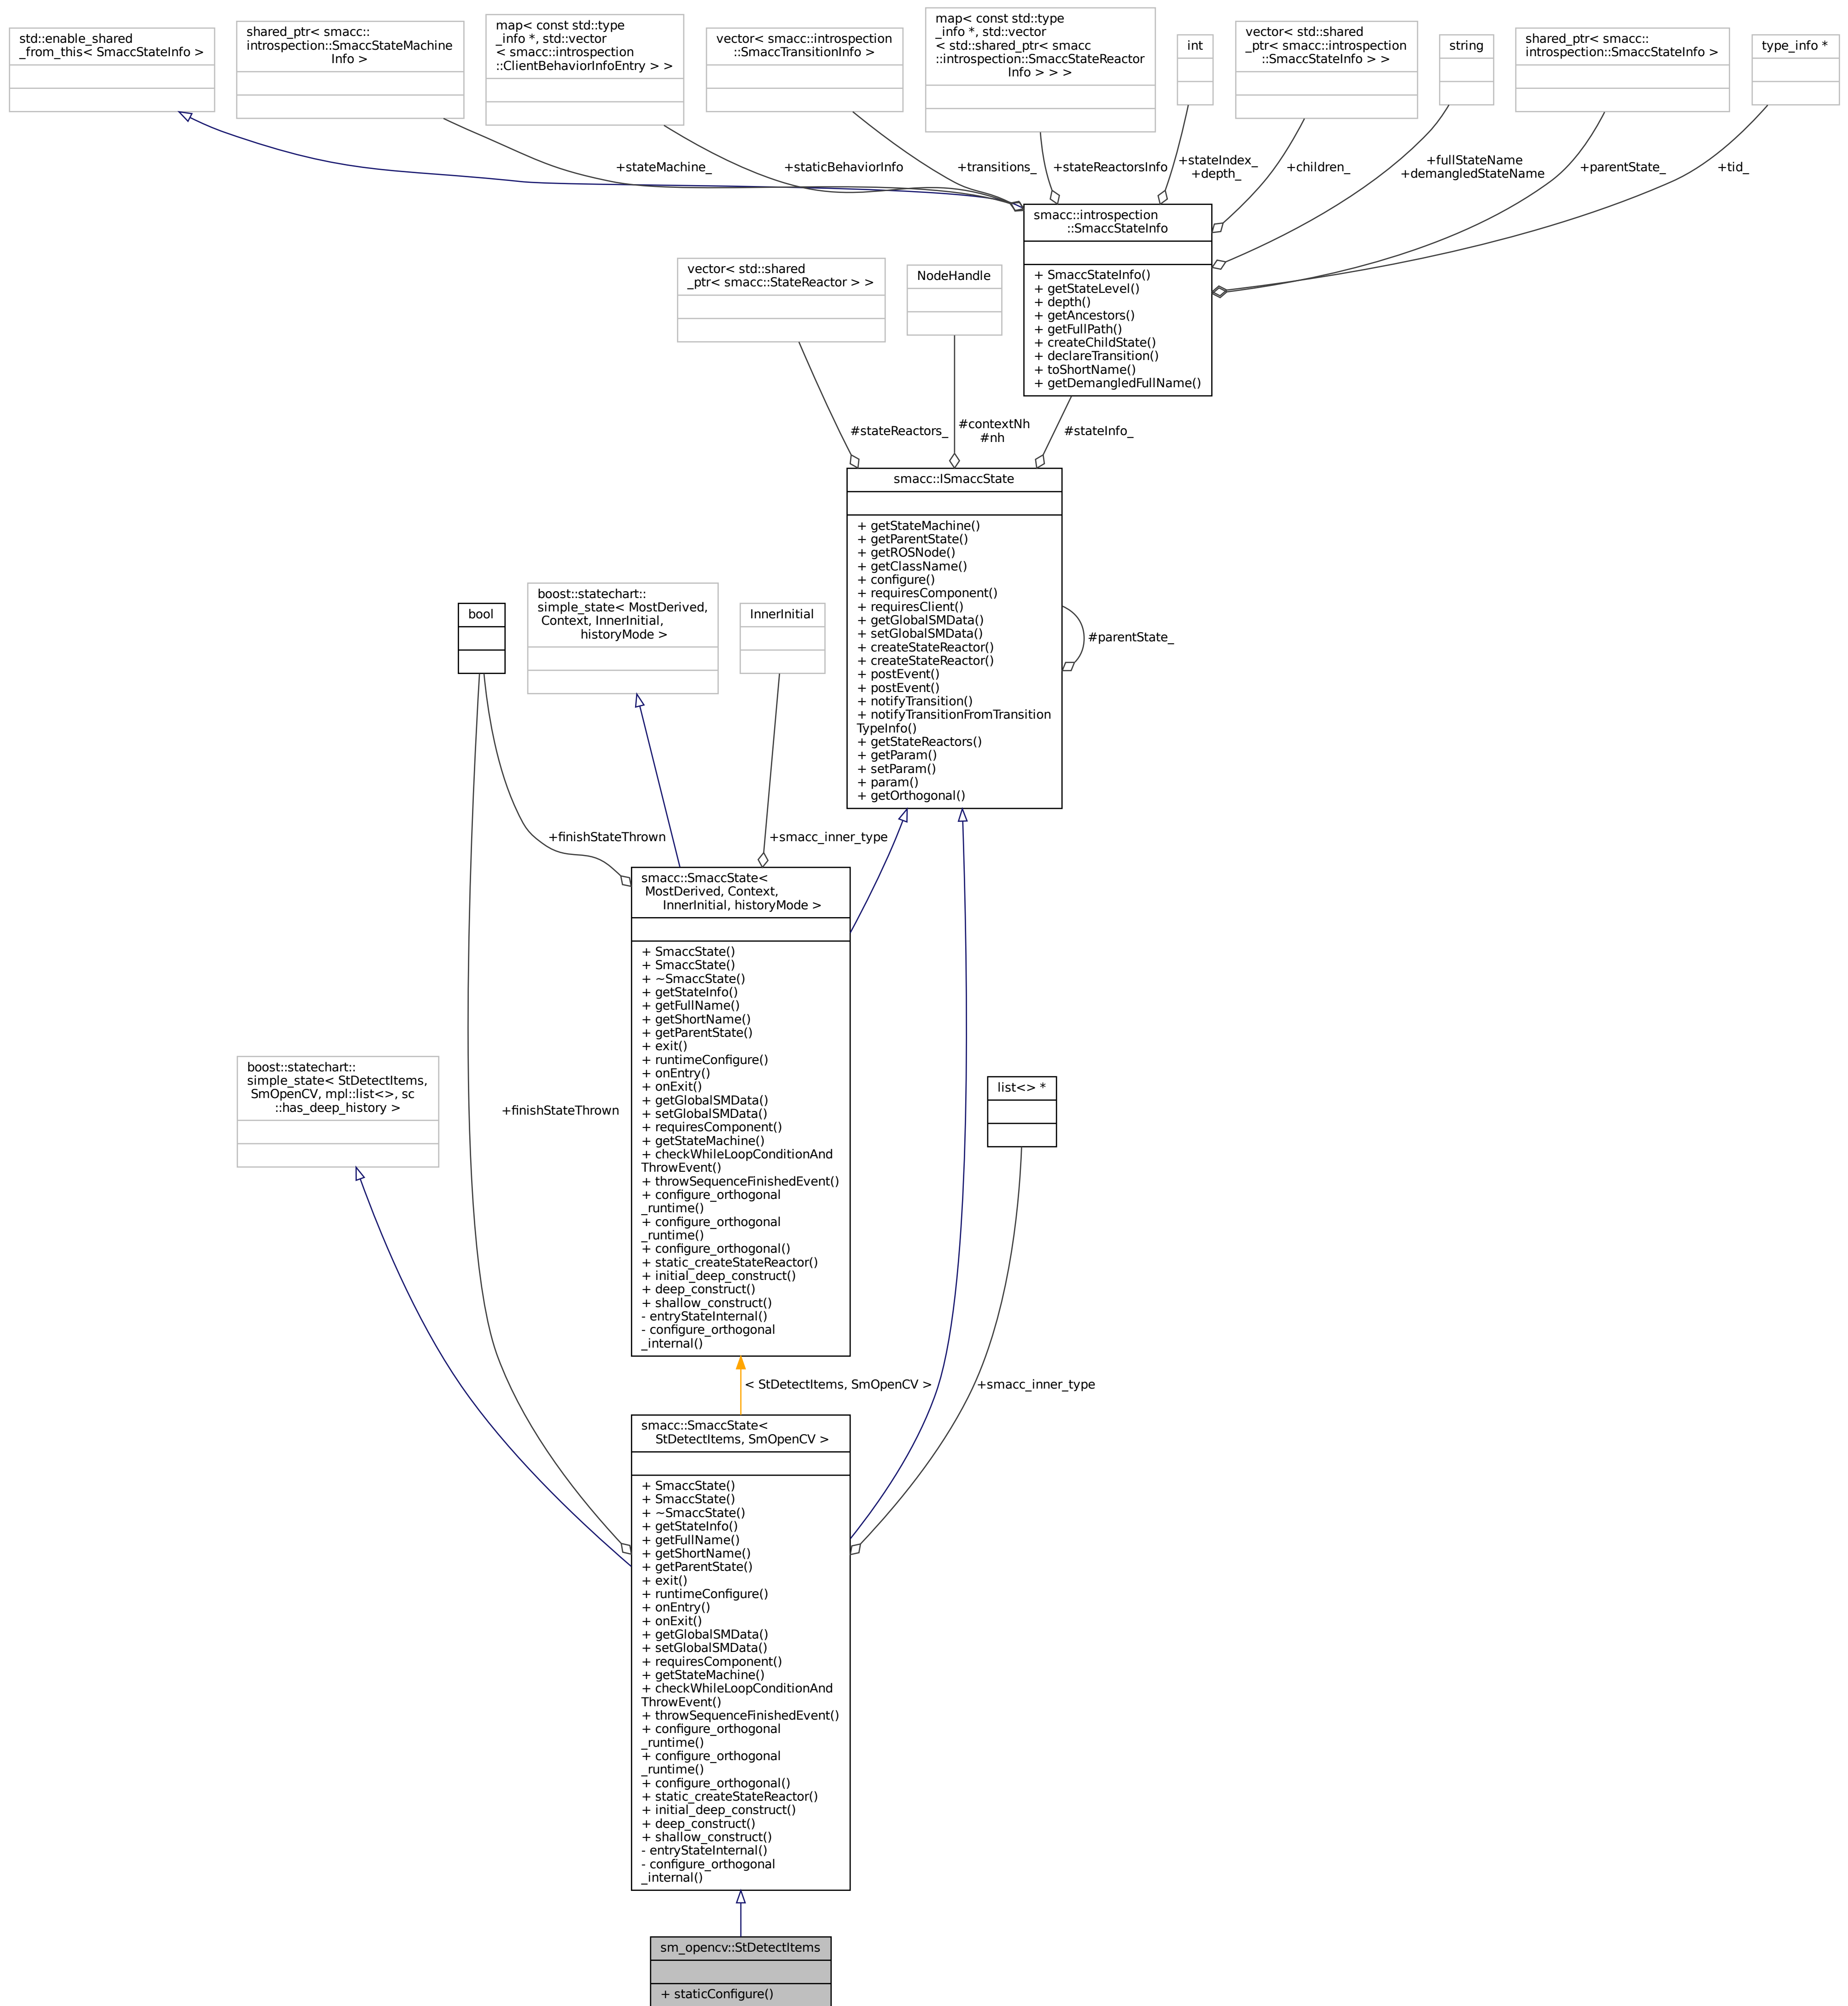 std::enable_shared
_from_this< SmaccStateInfo >
shared_ptr< smacc::
introspection::SmaccStateMachine
Info >
map< const std::type
_info *, std::vector
< smacc::introspection
::ClientBehaviorInfoEntry > >
vector< smacc::introspection
::SmaccTransitionInfo >
map< const std::type
_info *, std::vector
< std::shared_ptr< smacc
::introspection::SmaccStateReactor
Info > > >
int
vector< std::shared
_ptr< smacc::introspection
::SmaccStateInfo > >
string
shared_ptr< smacc::
introspection::SmaccStateInfo >
type_info *
+stateMachine_
+staticBehaviorInfo
+transitions_
+stateReactorsInfo
+stateIndex_
+depth_
+children_
+fullStateName
+demangledStateName
+parentState_
+tid_
smacc::introspection
::SmaccStateInfo
+ SmaccStateInfo()
+ getStateLevel()
+ depth()
+ getAncestors()
+ getFullPath()
+ createChildState()
+ declareTransition()
+ toShortName()
+ getDemangledFullName()
vector< std::shared
_ptr< smacc::StateReactor > >
NodeHandle
#stateReactors_
#contextNh
#nh
#stateInfo_
smacc::ISmaccState
+ getStateMachine()
+ getParentState()
+ getROSNode()
+ getClassName()
+ configure()
+ requiresComponent()
+ requiresClient()
+ getGlobalSMData()
+ setGlobalSMData()
+ createStateReactor()
+ createStateReactor()
+ postEvent()
+ postEvent()
+ notifyTransition()
+ notifyTransitionFromTransition
TypeInfo()
+ getStateReactors()
+ getParam()
+ setParam()
+ param()
+ getOrthogonal()
#parentState_
bool
boost::statechart::
simple_state< MostDerived,
Context, InnerInitial,
historyMode >
InnerInitial
+finishStateThrown
+smacc_inner_type
smacc::SmaccState<
MostDerived, Context,
InnerInitial, historyMode >
+ SmaccState()
+ SmaccState()
+ ~SmaccState()
+ getStateInfo()
+ getFullName()
+ getShortName()
+ getParentState()
+ exit()
+ runtimeConfigure()
+ onEntry()
+ onExit()
+ getGlobalSMData()
+ setGlobalSMData()
+ requiresComponent()
+ getStateMachine()
+ checkWhileLoopConditionAnd
ThrowEvent()
+ throwSequenceFinishedEvent()
+ configure_orthogonal
_runtime()
+ configure_orthogonal
_runtime()
+ configure_orthogonal()
+ static_createStateReactor()
+ initial_deep_construct()
+ deep_construct()
+ shallow_construct()
- entryStateInternal()
- configure_orthogonal
_internal()
boost::statechart::
simple_state< StDetectItems,
SmOpenCV, mpl::list<>, sc
::has_deep_history >
+finishStateThrown
list<> *
< StDetectItems, SmOpenCV >
+smacc_inner_type
smacc::SmaccState<
StDetectItems, SmOpenCV >
+ SmaccState()
+ SmaccState()
+ ~SmaccState()
+ getStateInfo()
+ getFullName()
+ getShortName()
+ getParentState()
+ exit()
+ runtimeConfigure()
+ onEntry()
+ onExit()
+ getGlobalSMData()
+ setGlobalSMData()
+ requiresComponent()
+ getStateMachine()
+ checkWhileLoopConditionAnd
ThrowEvent()
+ throwSequenceFinishedEvent()
+ configure_orthogonal
_runtime()
+ configure_orthogonal
_runtime()
+ configure_orthogonal()
+ static_createStateReactor()
+ initial_deep_construct()
+ deep_construct()
+ shallow_construct()
- entryStateInternal()
- configure_orthogonal
_internal()
sm_opencv::StDetectItems
+ staticConfigure()